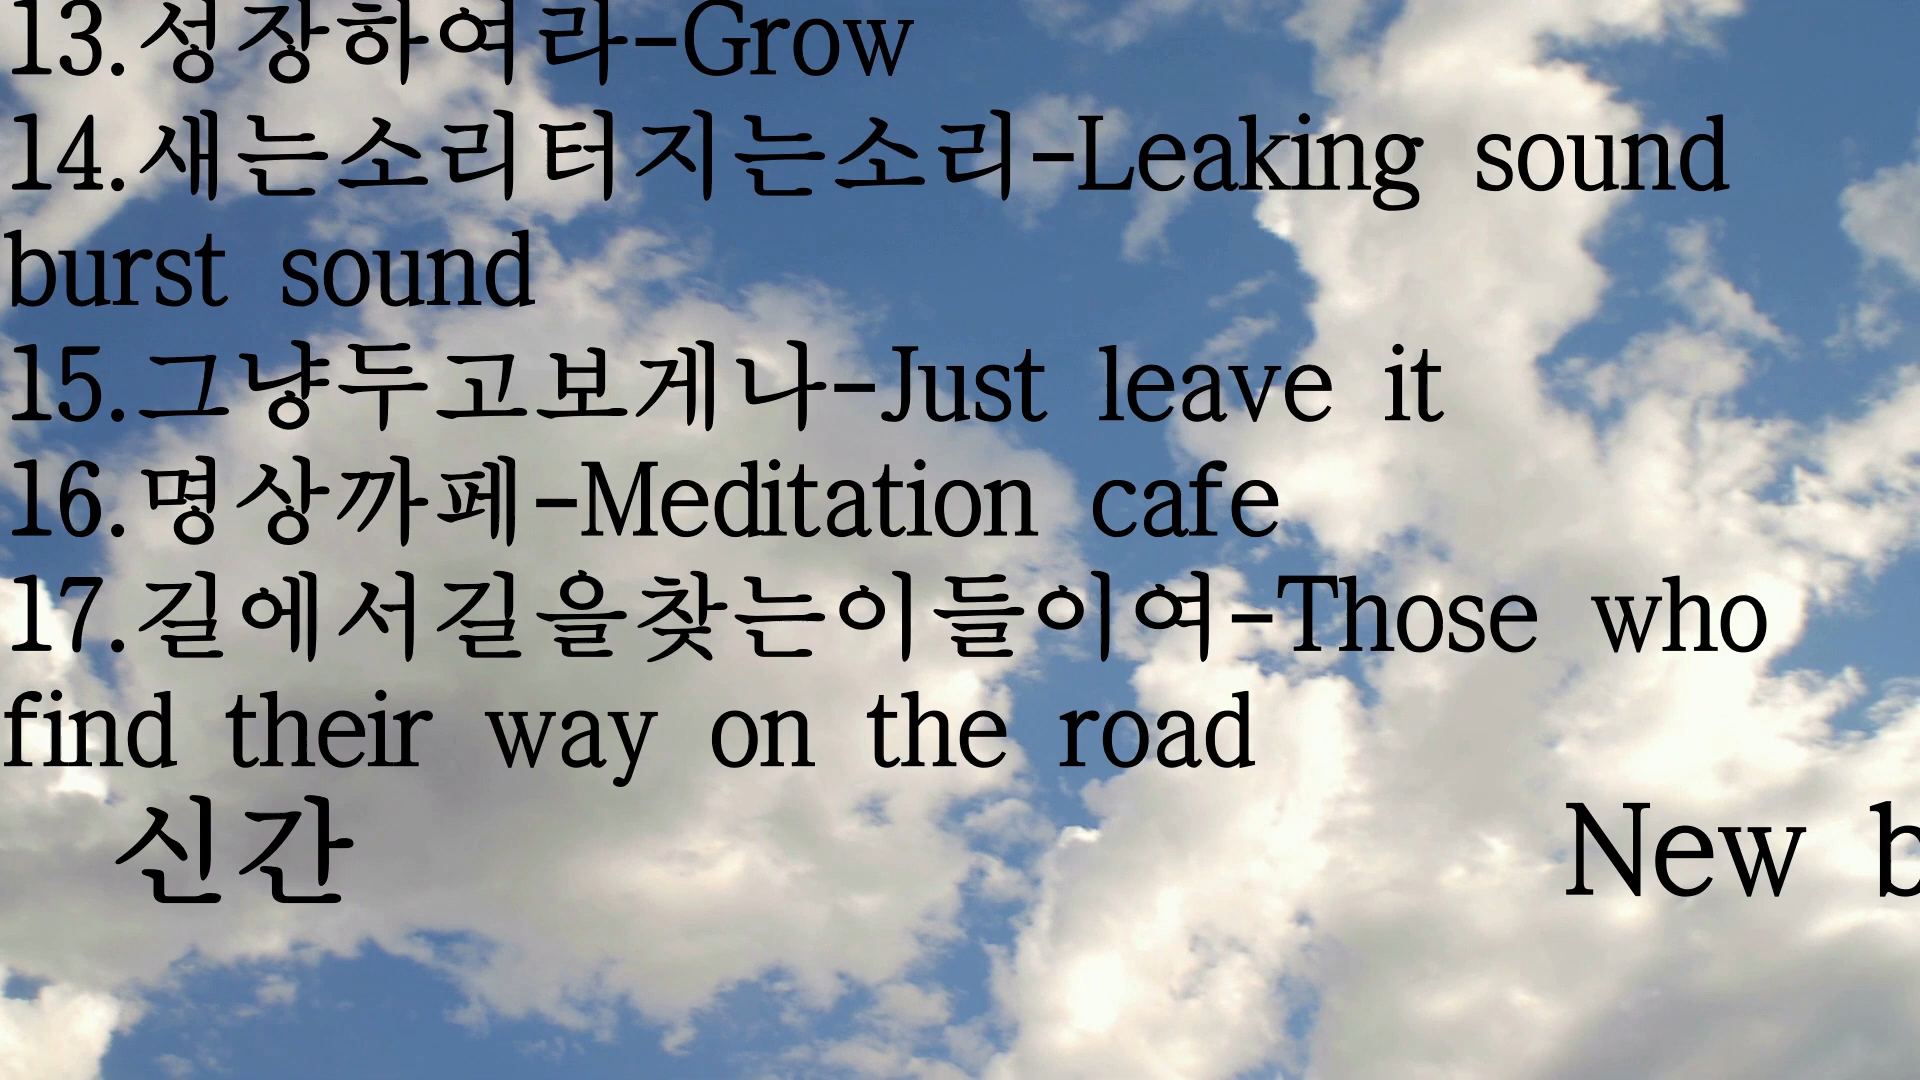 13.성장하여라-Grow
14.새는소리터지는소리-Leaking sound
burst sound
15.그냥두고보게나-Just leave it
16.명상까페-Meditation cafe
17.길에서길을찾는이들이여-Those who
find their way on the road
신간 New